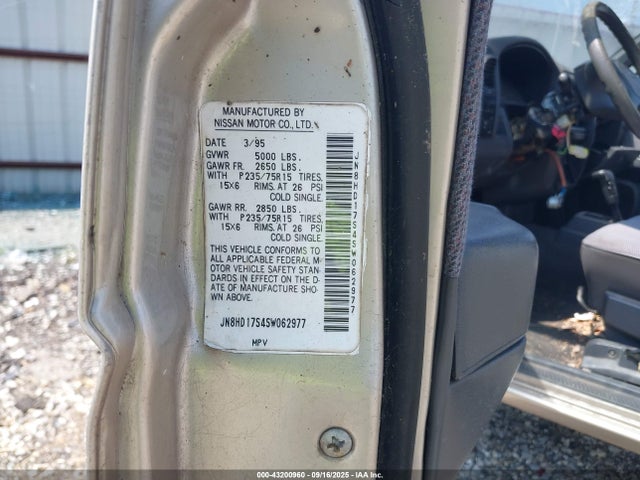 MANUFACTURED BY
NISSAN MOTOR CO., LTD.
DATE 3/95
GVWR 5000 LBS.
GAWR FR. 2650 LBS.
WITH P235/75R15 TIRES,
15X6 RIMS, AT 26 PSI
COLD SINGLE.
GAWR RR. 2850 LBS.
WITH P235/75R15 TIRES,
15X6 RIMS, AT 26 PSI
COLD SINGLE.
THIS VEHICLE CONFORMS TO
ALL APPLICABLE FEDERAL M-
OTOR VEHICLE SAFETY STAN-
DARDS IN EFFECT ON THE D-
ATE OF MANUFACTURE SHO-
WN ABOVE.
JN8HD17S4SW062977
MPV
JN8HD17S4SW062977
000-43200960 - 09/16/2025 - IAAI.COM